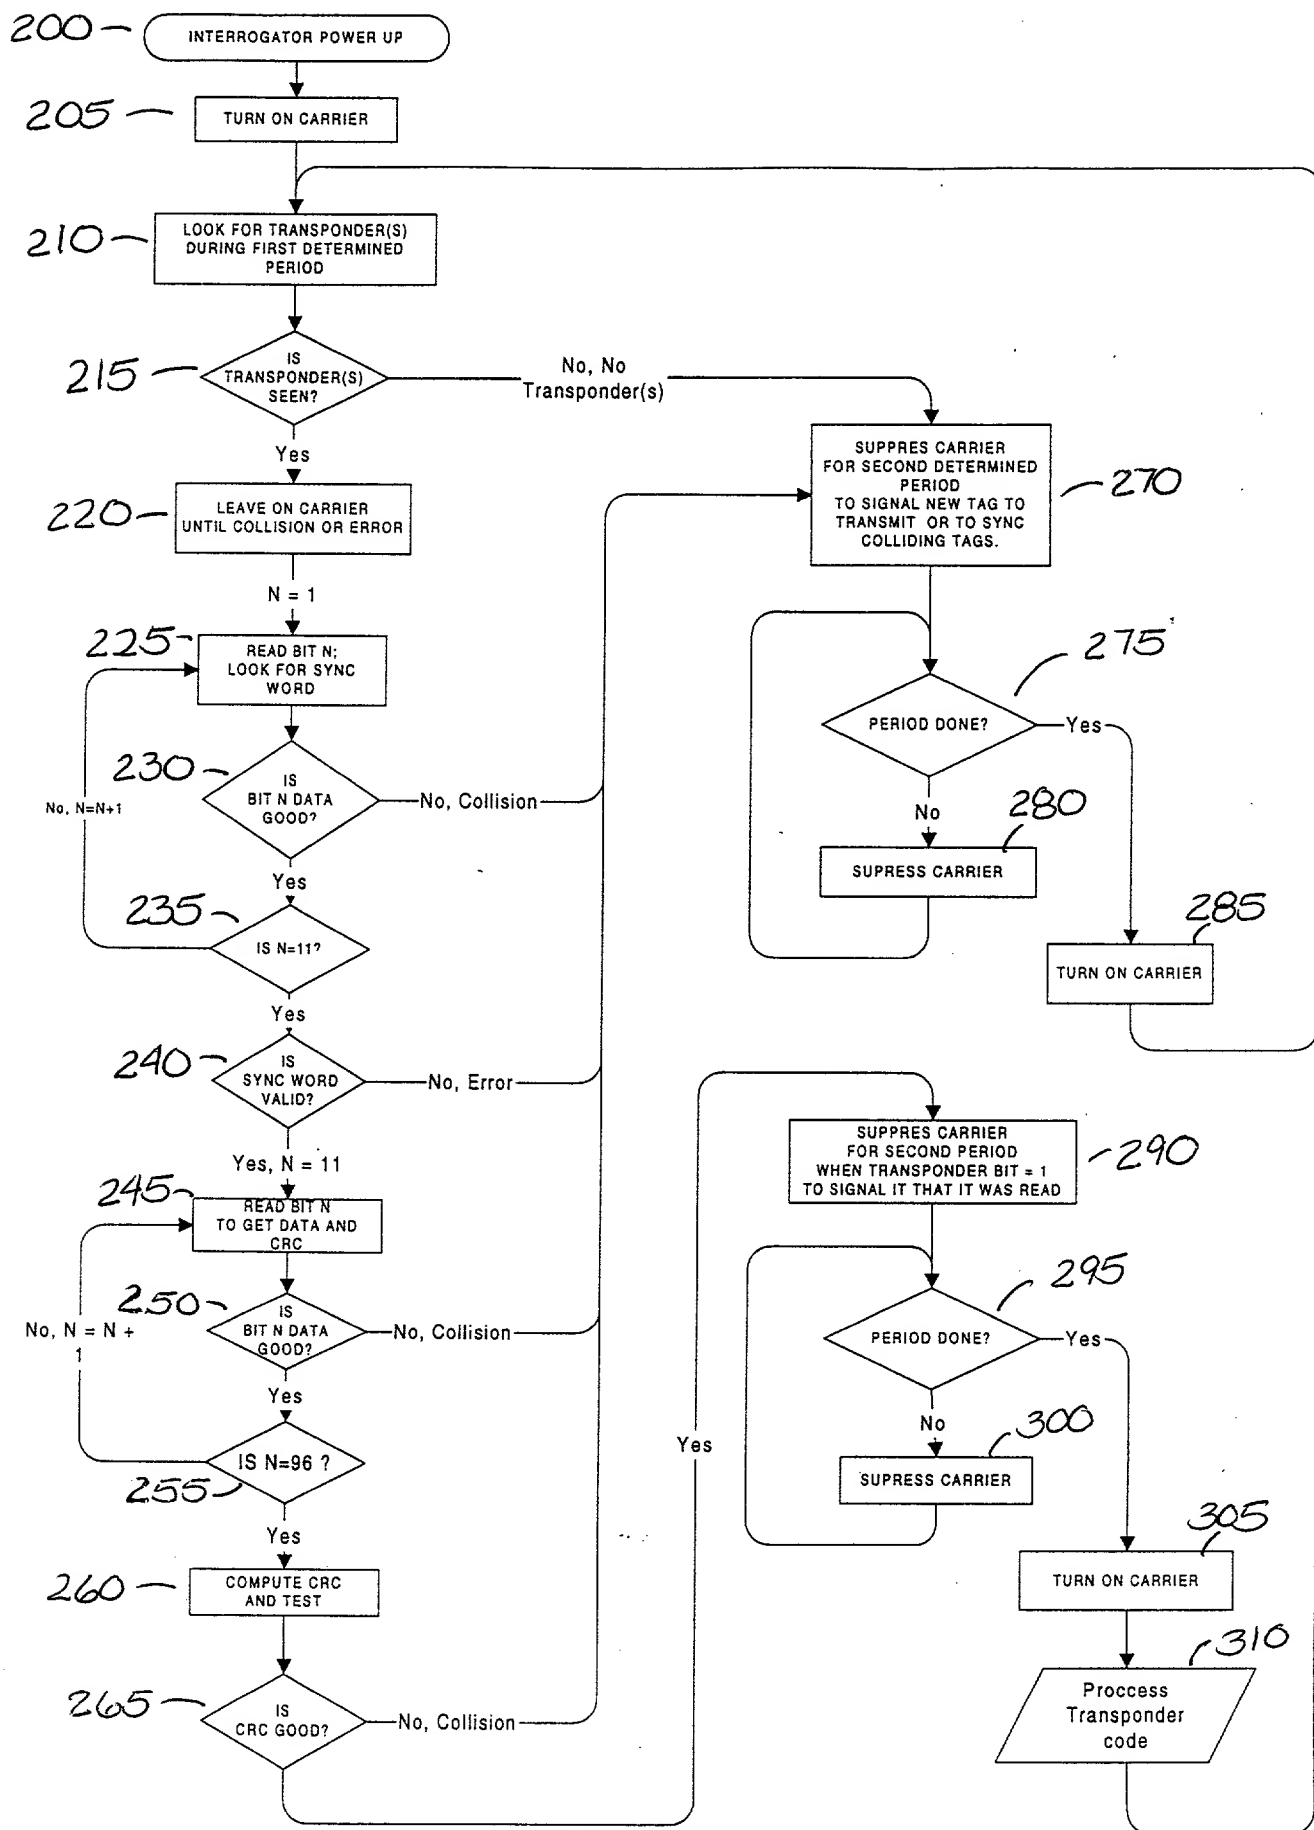 200
INTERROGATOR POWER UP
205
TURN ON CARRIER
210
LOOK FOR TRANSPONDER(S)
DURING FIRST DETERMINED
PERIOD
215
IS
TRANSPONDER(S)
SEEN?
No, No
Transponder(s)
Yes
220
LEAVE ON CARRIER
UNTIL COLLISION OR ERROR
N = 1
225
READ BIT N;
LOOK FOR SYNC
WORD
230
IS
BIT N DATA
GOOD?
No, Collision
No, N=N+1
Yes
235
IS N=11?
Yes
240
IS
SYNC WORD
VALID?
No, Error
Yes, N = 11
245
READ BIT N
TO GET DATA AND
CRC
250
IS
BIT N DATA
GOOD?
No, Collision
No, N = N +
1
Yes
IS N=96 ?
255
Yes
260
COMPUTE CRC
AND TEST
265
IS
CRC GOOD?
No, Collision
Yes
SUPPRES CARRIER
FOR SECOND DETERMINED
PERIOD
TO SIGNAL NEW TAG TO
TRANSMIT OR TO SYNC
COLLIDING TAGS.
270
275
PERIOD DONE?
Yes
No
280
SUPRESS CARRIER
285
TURN ON CARRIER
SUPPRES CARRIER
FOR SECOND PERIOD
WHEN TRANSPONDER BIT = 1
TO SIGNAL IT THAT IT WAS READ
290
295
PERIOD DONE?
Yes
No
300
SUPRESS CARRIER
305
TURN ON CARRIER
310
Proccess
Transponder
code